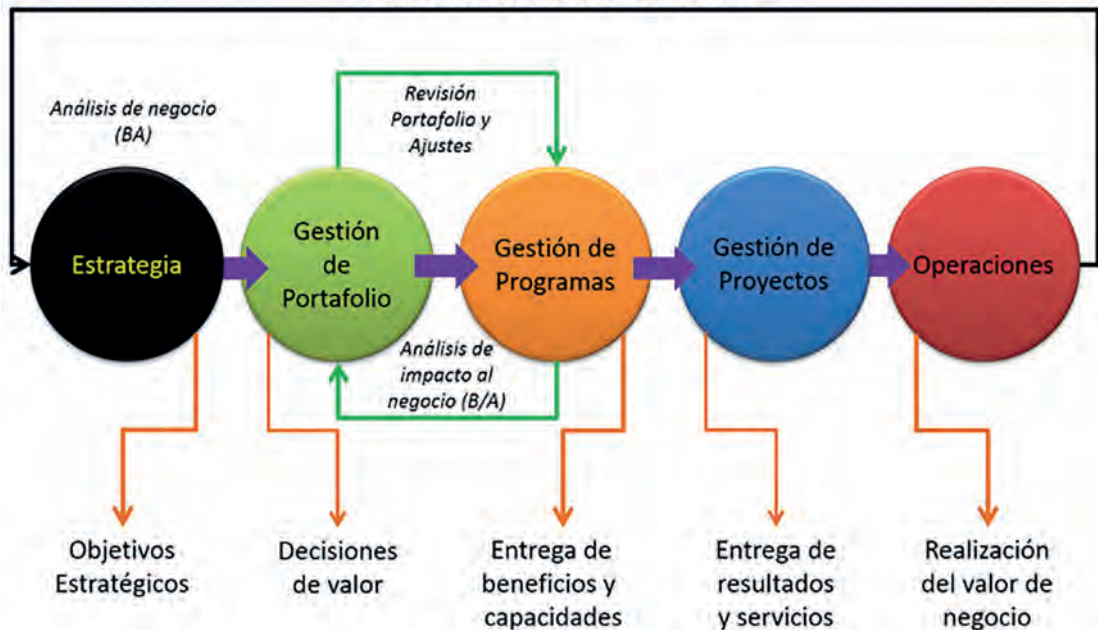 Análisis de negocio
(BA)
Revisión
Portafolio y
Ajustes
Estrategia
Gestión
de
Portafolio
Gestión de
Programas
Gestión de
Proyectos
Operaciones
Análisis de
impacto al
negocio (B/A)
Objetivos
Estratégicos
Decisiones
de valor
Entrega de
beneficios y
capacidades
Entrega de
resultados
y servicios
Realización
del valor de
negocio